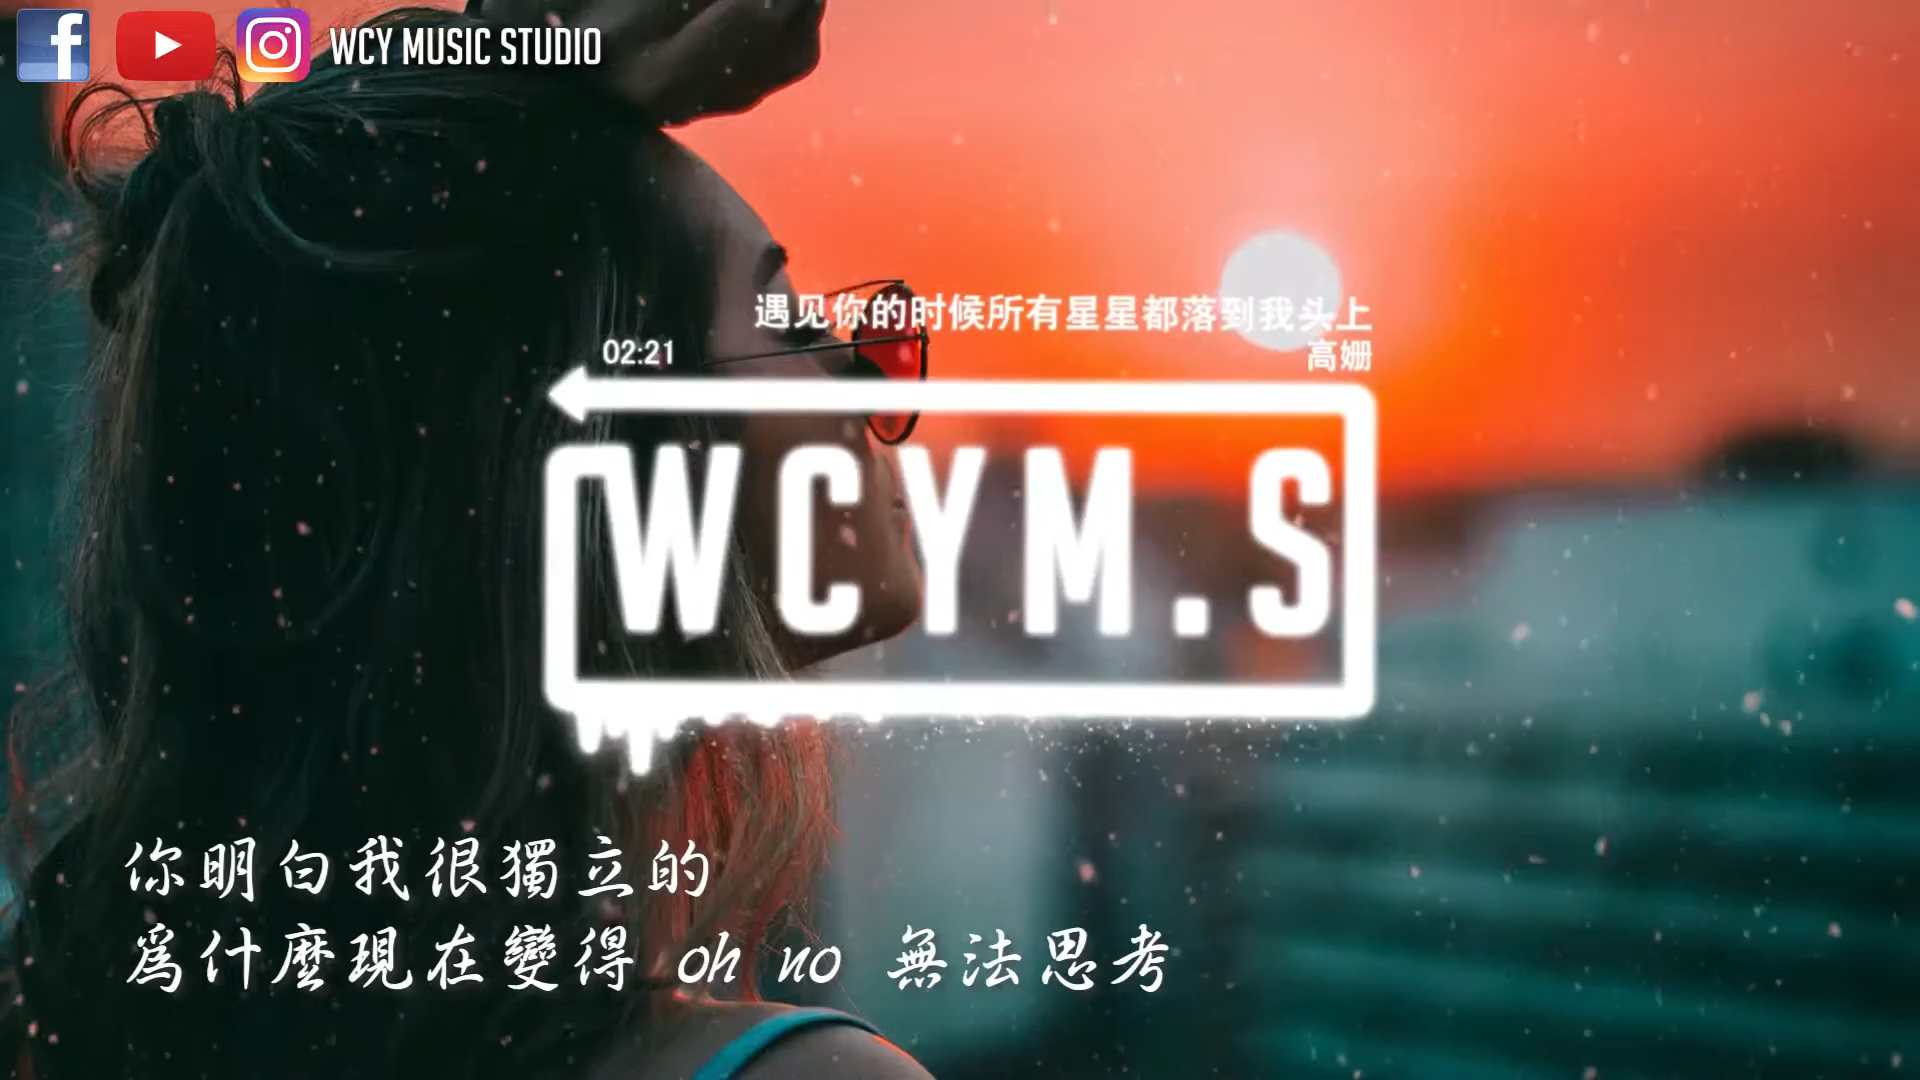 WCY MUSIC STUDIO
遇见你的时候所有星星都落到我头上
02:21
高姗
WCYM.S
你明白我很獨立的
為什麼現在變得 oh no 無法思考